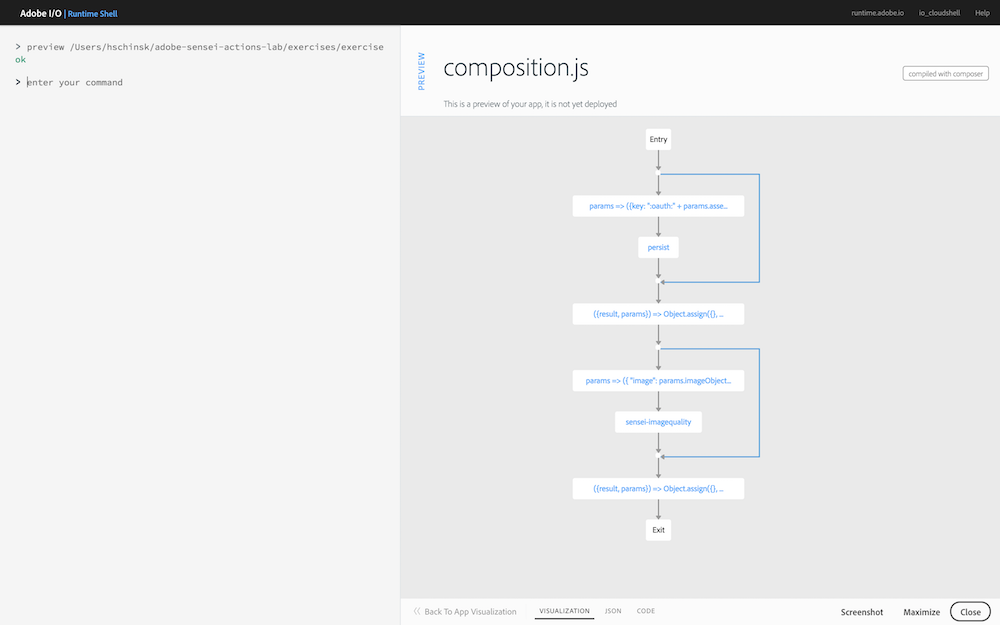 Adobe I/O | Runtime Shell
runtime.adobe.io io_cloudshell Help
> preview /Users/hschinsk/adobe-sensei-actions-lab/exercises/exercise
ok
> enter your command
PREVIEW
composition.js
compiled with composer
This is a preview of your app, it is not yet deployed
Entry
params => ({key: ":oauth:" + params.asse...
persist
({result, params}) => Object.assign({}, ...
params => ({ "image": params.imageObject...
sensei-imagequality
({result, params}) => Object.assign({}, ...
Exit
Back To App Visualization VISUALIZATION JSON CODE Screenshot Maximize Close